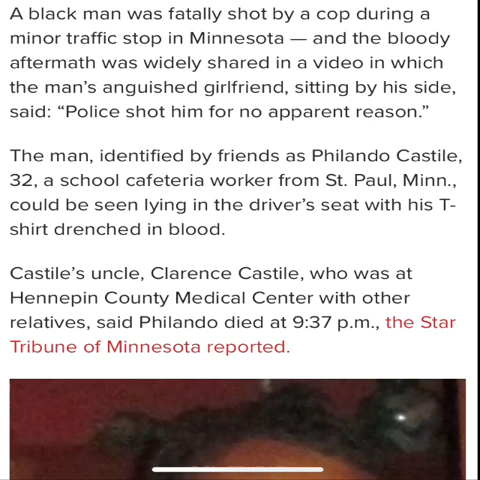 A black man was fatally shot by a cop during a
minor traffic stop in Minnesota — and the bloody
aftermath was widely shared in a video in which
the man’s anguished girlfriend, sitting by his side,
said: “Police shot him for no apparent reason.”
The man, identified by friends as Philando Castile,
32, a school cafeteria worker from St. Paul, Minn.,
could be seen lying in the driver’s seat with his T-
shirt drenched in blood.
Castile’s uncle, Clarence Castile, who was at
Hennepin County Medical Center with other
relatives, said Philando died at 9:37 p.m., the Star
Tribune of Minnesota reported.